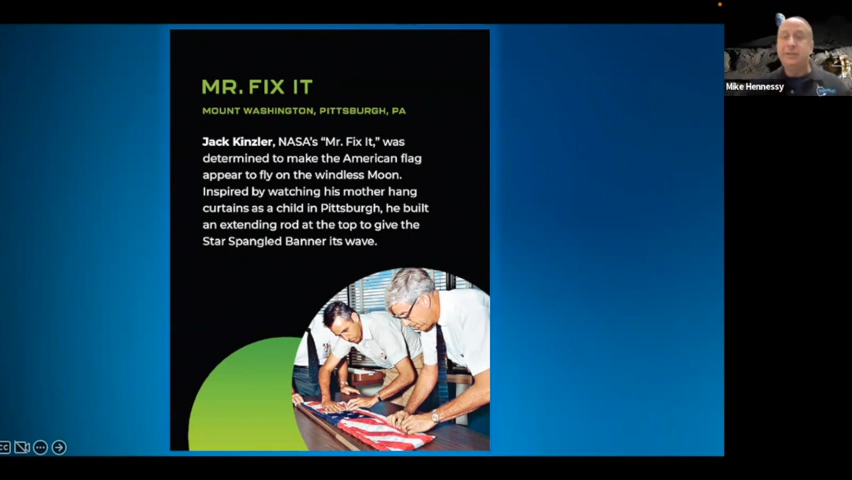 MR. FIX IT
MOUNT WASHINGTON, PITTSBURGH, PA
Jack Kinzler, NASA’s “Mr. Fix It,” was
determined to make the American flag
appear to fly on the windless Moon.
Inspired by watching his mother hang
curtains as a child in Pittsburgh, he built
an extending rod at the top to give the
Star Spangled Banner its wave.
Mike Hennessy
CC